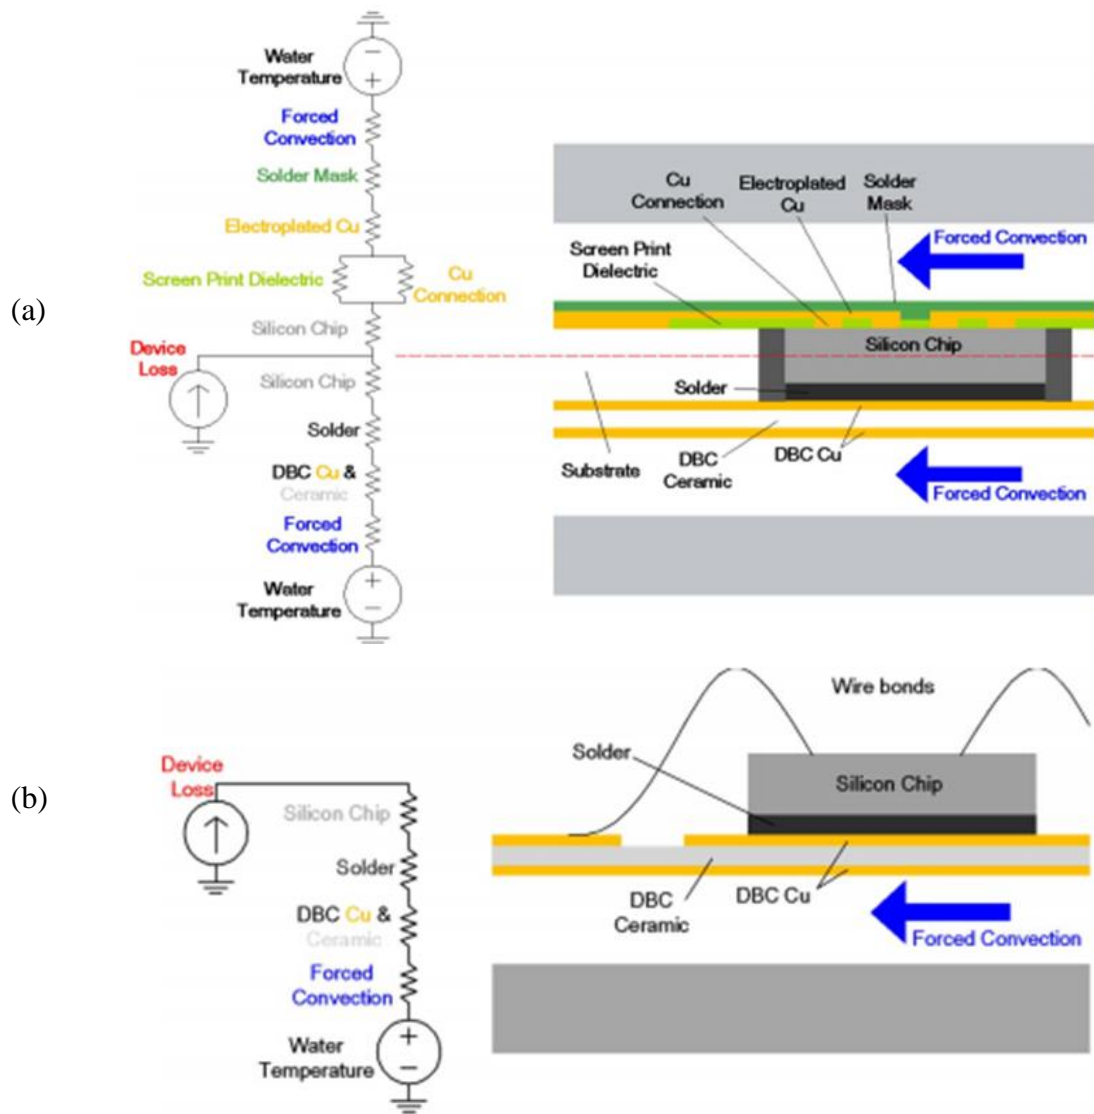 (a)
Water
Temperature
Forced
Convection
Solder Mask
Electroplated Cu
Screen Print Dielectric
Cu
Connection
Silicon Chip
Device
Loss
Silicon Chip
Solder
DBC Cu &
Ceramic
Forced
Convection
Water
Temperature
Cu
Connection
Electroplated
Cu
Solder
Mask
Screen Print
Dielectric
Forced Convection
Silicon Chip
Solder
Substrate
DBC
Ceramic
DBC Cu
Forced Convection
(b)
Device
Loss
Silicon Chip
Solder
DBC Cu &
Ceramic
Forced
Convection
Water
Temperature
Wire bonds
Solder
Silicon Chip
DBC
Ceramic
DBC Cu
Forced Convection